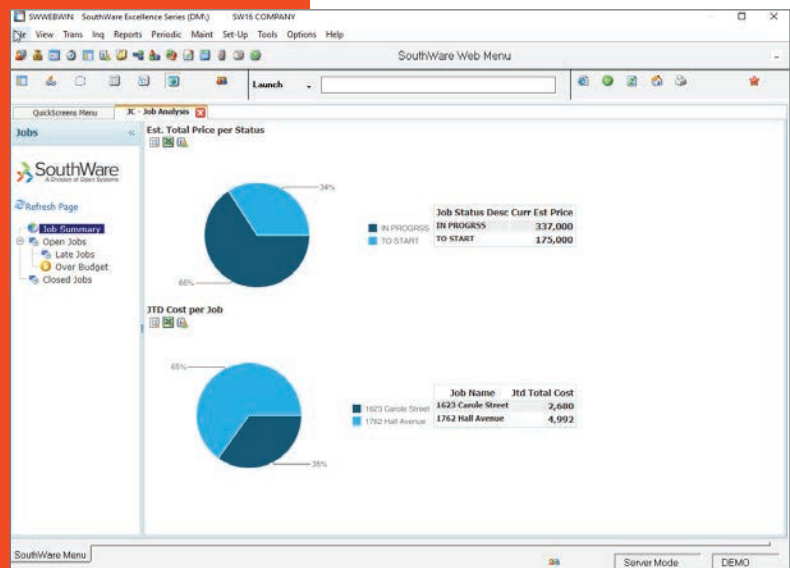 SWWEBWIN SouthWare Excellence Series (DM\) SW16 COMPANY
File View Trans Inq Reports Periodic Maint Set-Up Tools Options Help
SouthWare Web Menu
Launch
QuickScreens Menu
JC - Job Analysis
Jobs
«
SouthWare
A Division of Open Systems
Refresh Page
Job Summary
Open Jobs
Late Jobs
Over Budget
Closed Jobs
Est. Total Price per Status
34%
66%
IN PROGRSS
TO START
Job Status Desc Curr Est Price
IN PROGRSS 337,000
TO START 175,000
JTD Cost per Job
65%
35%
1623 Carole Street
1762 Hall Avenue
Job Name Jtd Total Cost
1623 Carole Street 2,680
1762 Hall Avenue 4,992
SouthWare Menu
Server Mode
DEMO